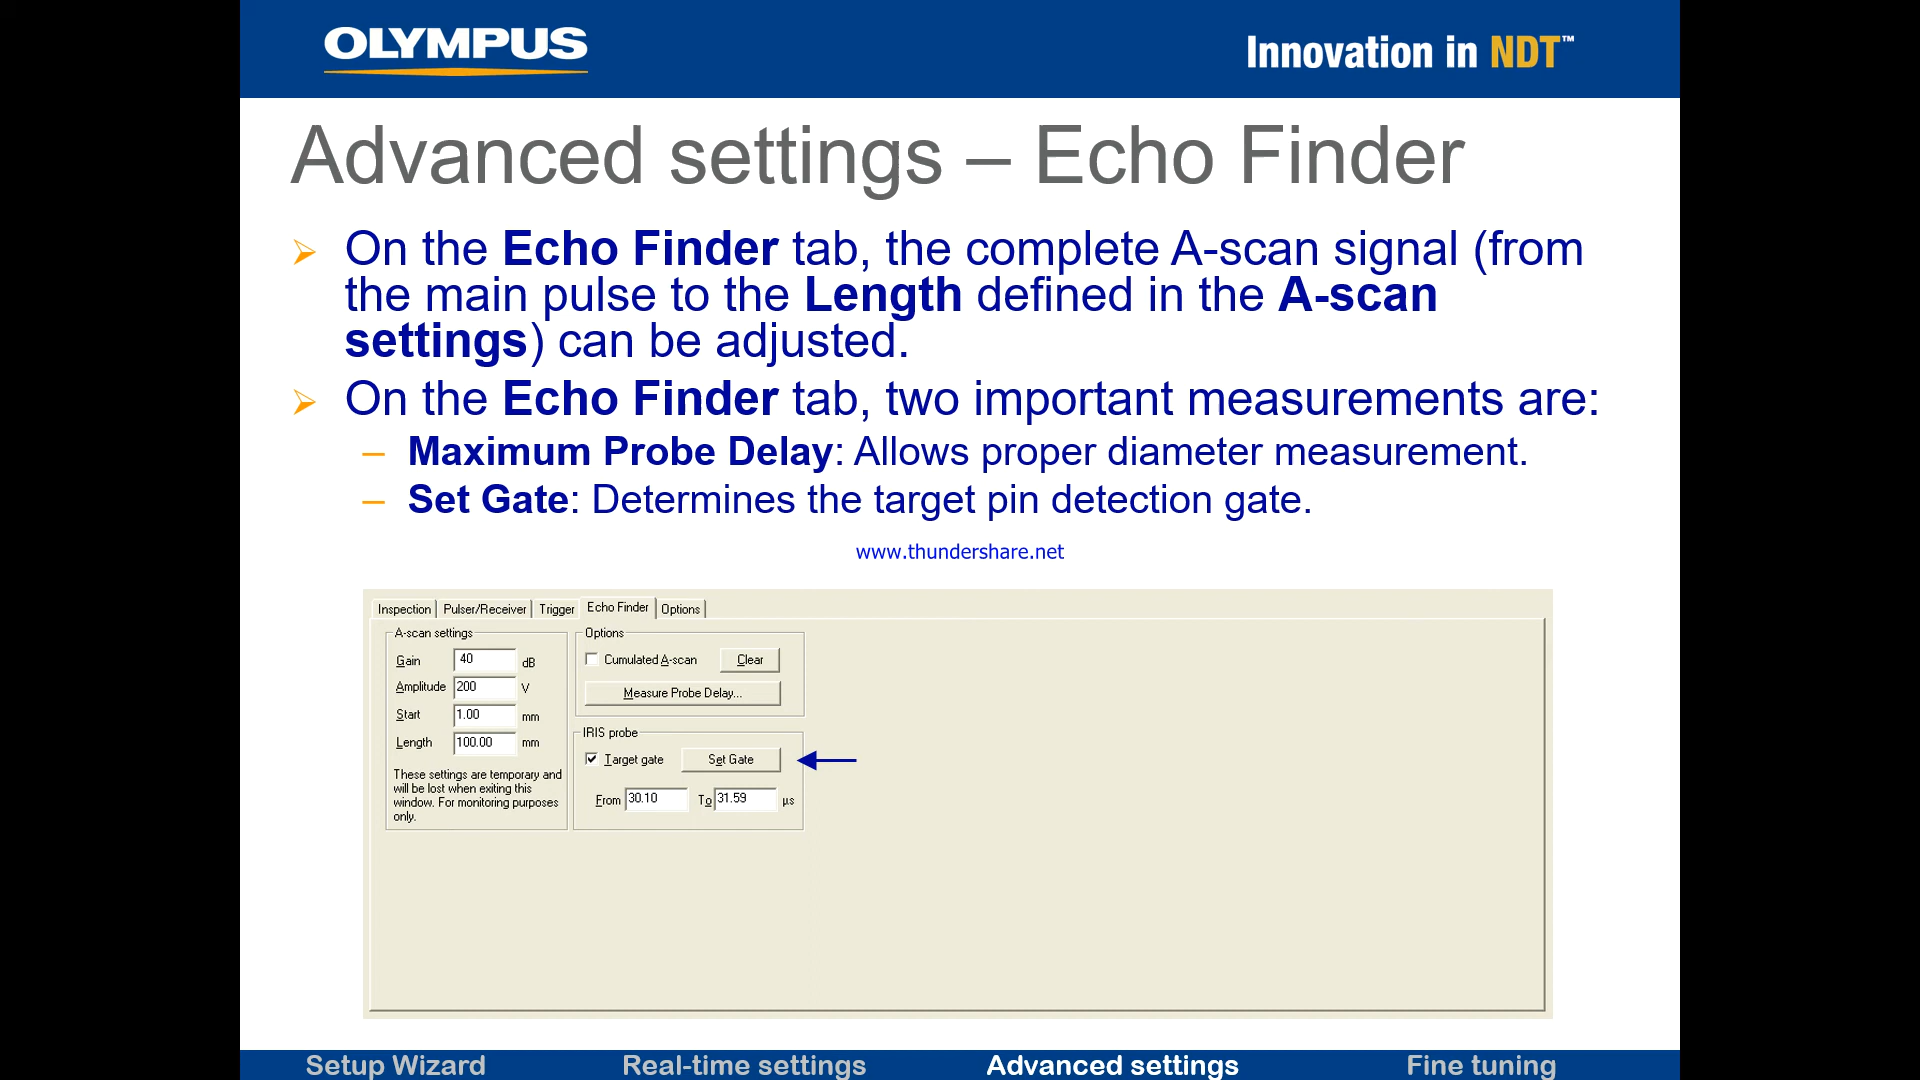 OLYMPUS
Innovation in NDT™
Advanced settings – Echo Finder
➢ On the Echo Finder tab, the complete A-scan signal (from
the main pulse to the Length defined in the A-scan
settings) can be adjusted.
➢ On the Echo Finder tab, two important measurements are:
– Maximum Probe Delay: Allows proper diameter measurement.
– Set Gate: Determines the target pin detection gate.
www.thundershare.net
Inspection Pulser/Receiver Trigger Echo Finder Options
A-scan settings
Gain 40 dB
Amplitude 200 V
Start 1.00 mm
Length 100.00 mm
These settings are temporary and
will be lost when exiting this
window. For monitoring purposes
only.
Options
Cumulated A-scan Clear
Measure Probe Delay...
IRIS probe
Target gate Set Gate
From 30.10 To 31.59 µs
Setup Wizard Real-time settings Advanced settings Fine tuning